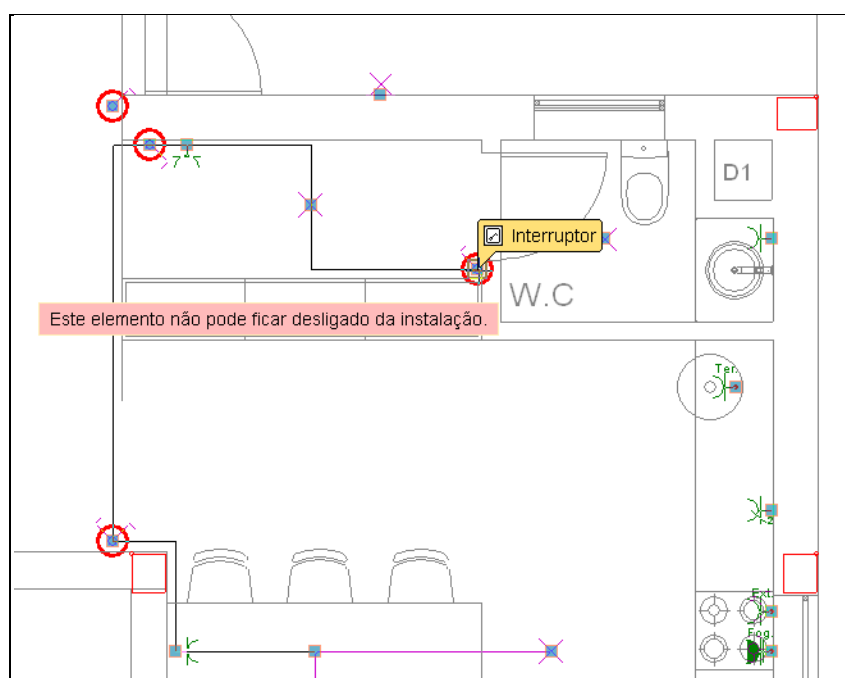 D1
Interruptor
W.C
Este elemento não pode ficar desligado da instalação.
Ter.
Ext.
Fog.